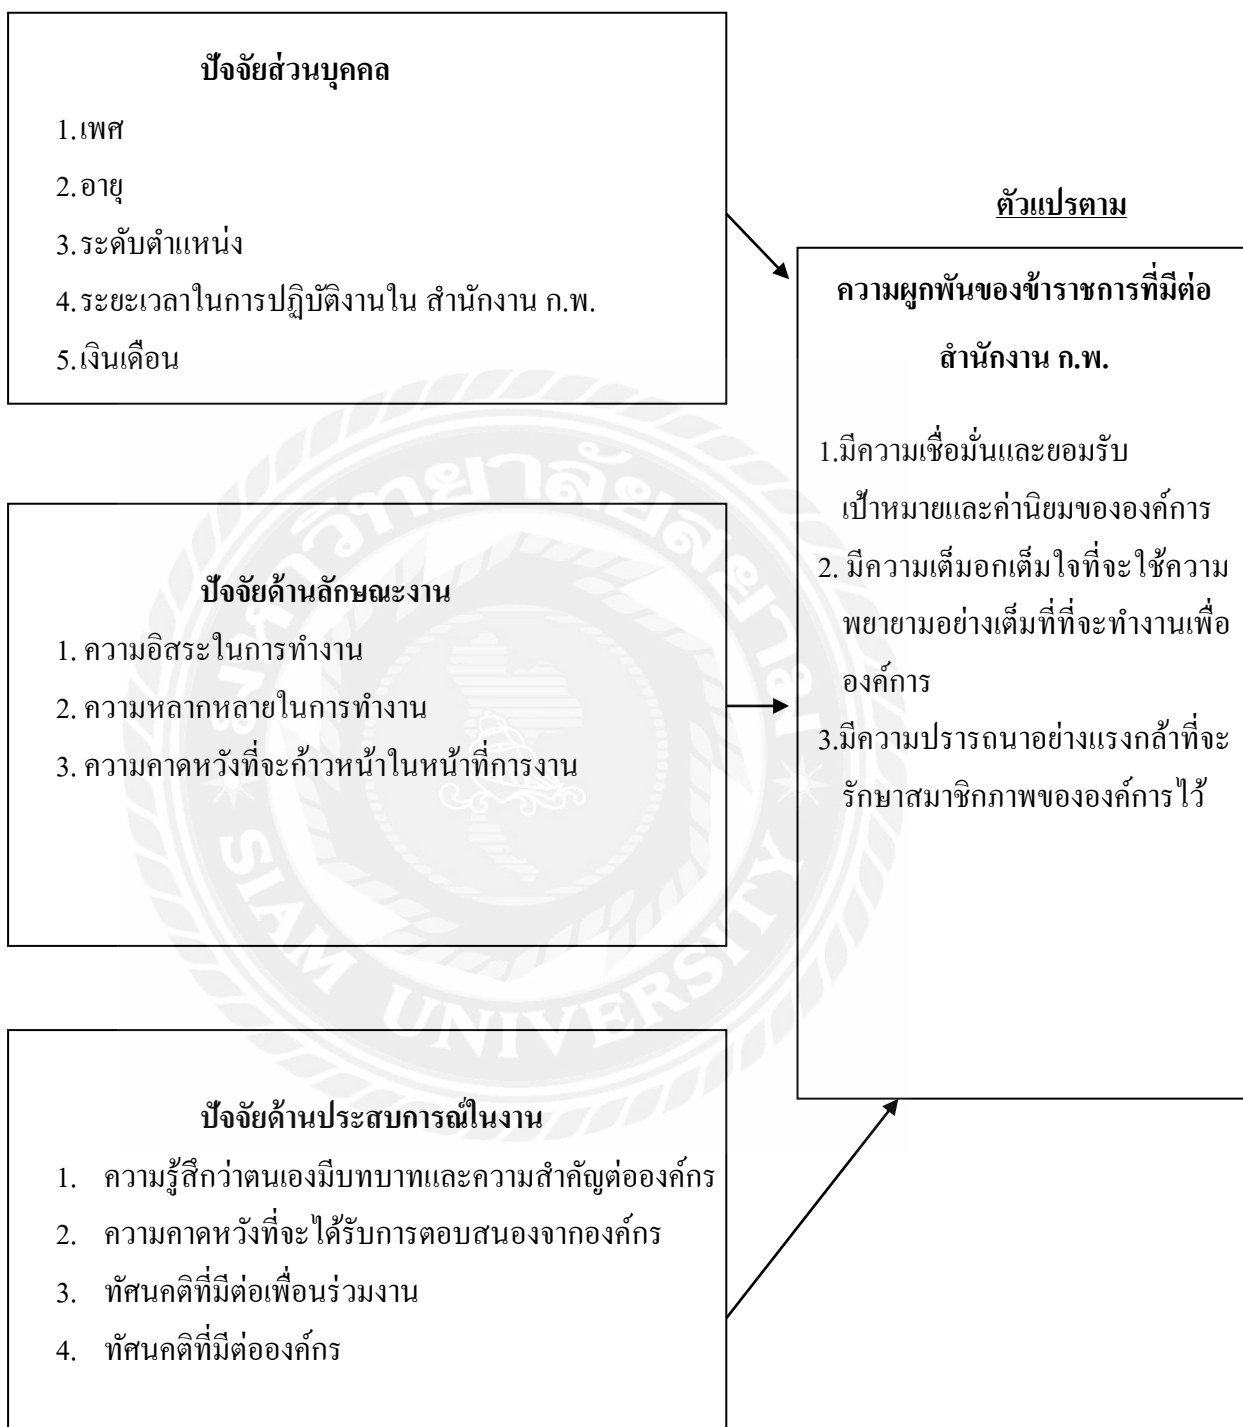 ปัจจัยส่วนบุคคล
1.เพศ
2.อายุ
3.ระดับตำแหน่ง
4.ระยะเวลาในการปฏิบัติงานใน สำนักงาน ก.พ.
5.เงินเดือน
ปัจจัยด้านลักษณะงาน
1. ความอิสระในการทำงาน
2. ความหลากหลายในการทำงาน
3. ความคาดหวังที่จะก้าวหน้าในหน้าที่การงาน
ปัจจัยด้านประสบการณ์ในงาน
1. ความรู้สึกว่าตนเองมีบทบาทและความสำคัญต่อองค์กร
2. ความคาดหวังที่จะได้รับการตอบสนองจากองค์กร
3. ทัศนคติที่มีต่อเพื่อนร่วมงาน
4. ทัศนคติที่มีต่อองค์กร
ตัวแปรตาม
ความผูกพันของข้าราชการที่มีต่อ
สำนักงาน ก.พ.
1.มีความเชื่อมั่นและยอมรับ
เป้าหมายและค่านิยมขององค์การ
2. มีความเต็มอกเต็มใจที่จะใช้ความ
พยายามอย่างเต็มที่ที่จะทำงานเพื่อ
องค์การ
3.มีความปรารถนาอย่างแรงกล้าที่จะ
รักษาสมาชิกภาพขององค์การไว้
มหาวิทยาลัยสยาม
SIAM UNIVERSITY